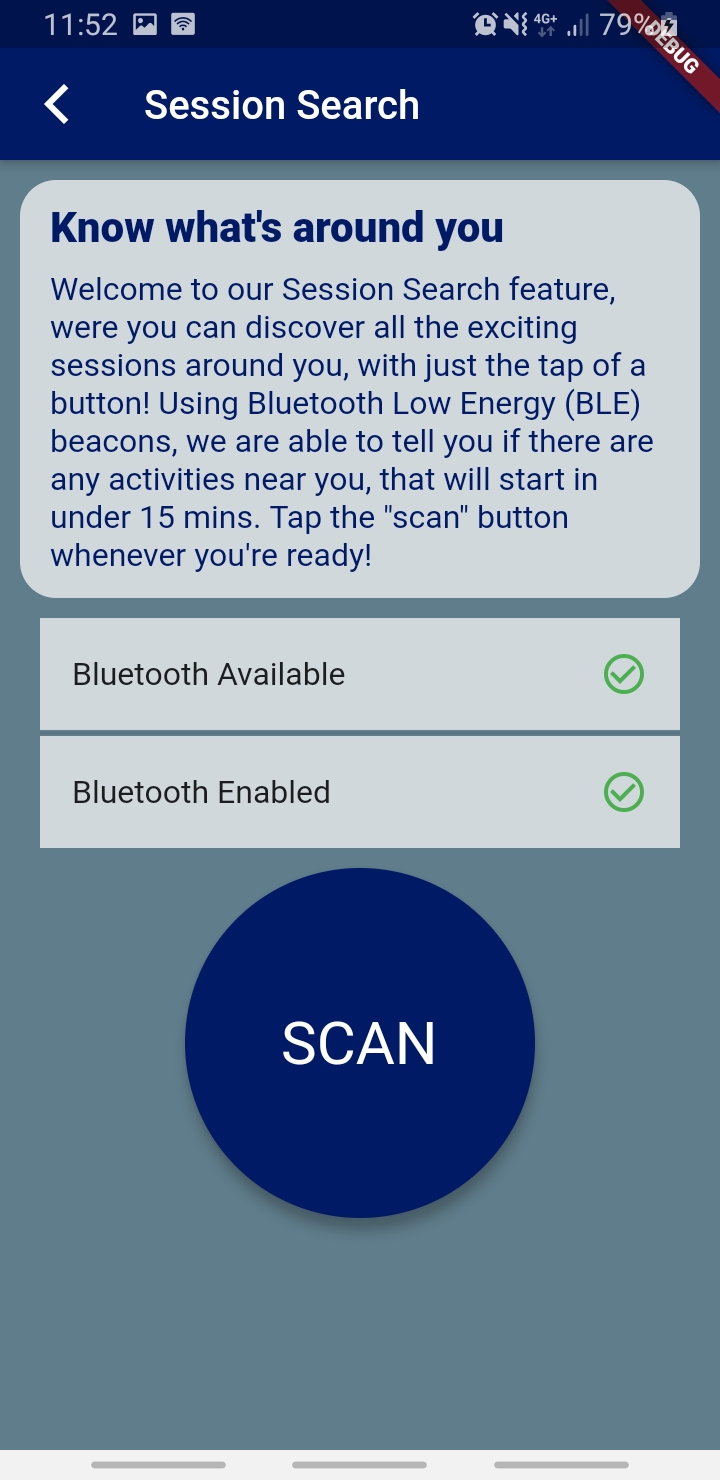 11:52
4G+
79%
DEBUG
Session Search
Know what's around you
Welcome to our Session Search feature,
were you can discover all the exciting
sessions around you, with just the tap of a
button! Using Bluetooth Low Energy (BLE)
beacons, we are able to tell you if there are
any activities near you, that will start in
under 15 mins. Tap the "scan" button
whenever you're ready!
Bluetooth Available
Bluetooth Enabled
SCAN